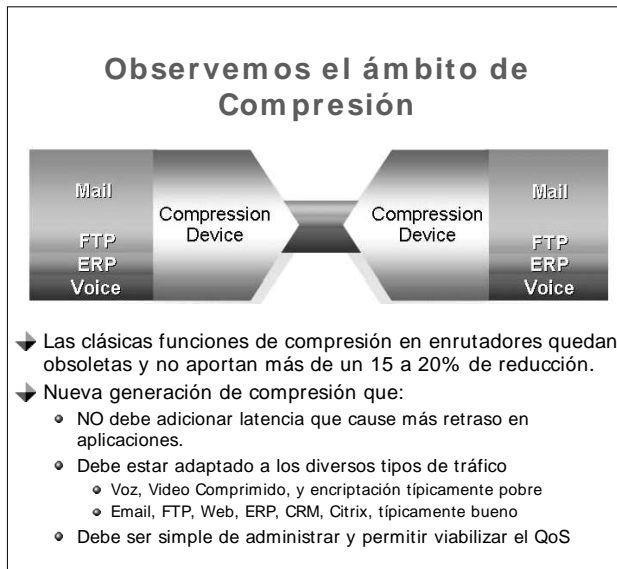 Observemos el ámbito de
Compresión
Mail
FTP
ERP
Voice
Compression
Device
Compression
Device
Mail
FTP
ERP
Voice
Las clásicas funciones de compresión en enrutadores quedan
obsoletas y no aportan más de un 15 a 20% de reducción.
Nueva generación de compresión que:
NO debe adicionar latencia que cause más retraso en
aplicaciones.
Debe estar adaptado a los diversos tipos de tráfico
Voz, Video Comprimido, y encriptación típicamente pobre
Email, FTP, Web, ERP, CRM, Citrix, típicamente bueno
Debe ser simple de administrar y permitir viabilizar el QoS